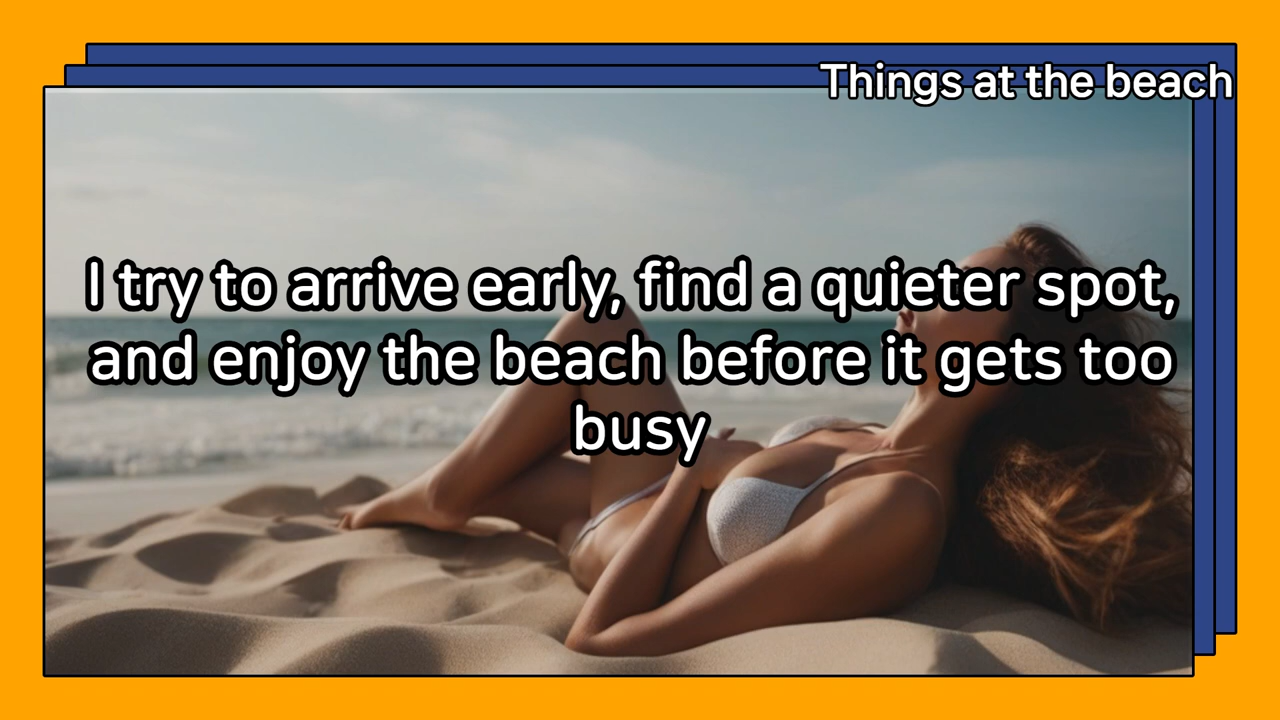 Things at the beach
I try to arrive early, find a quieter spot,
and enjoy the beach before it gets too
busy